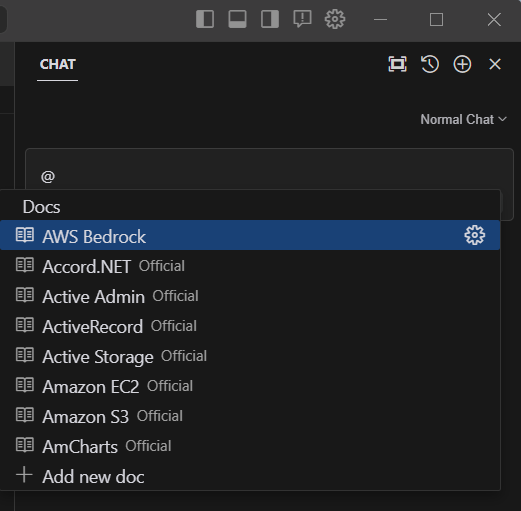 CHAT
Normal Chat
@
Docs
AWS Bedrock
Accord.NET Official
Active Admin Official
ActiveRecord Official
Active Storage Official
Amazon EC2 Official
Amazon S3 Official
AmCharts Official
Add new doc